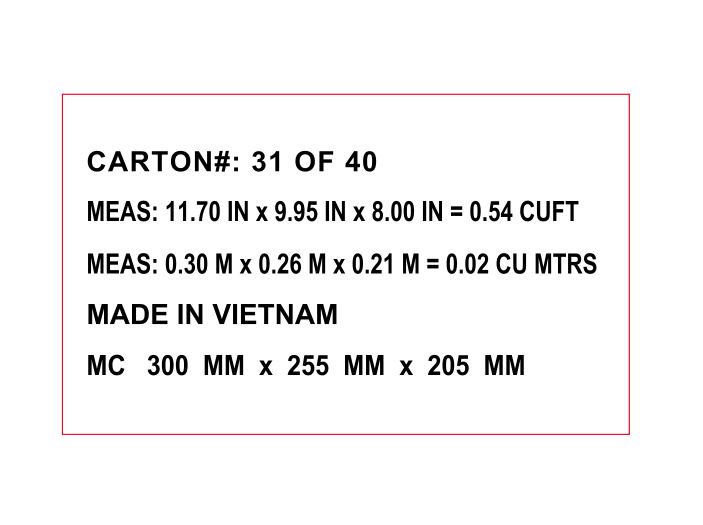 CARTON#: 31 OF 40
MEAS: 11.70 IN x 9.95 IN x 8.00 IN = 0.54 CUFT
MEAS: 0.30 M x 0.26 M x 0.21 M = 0.02 CU MTRS
MADE IN VIETNAM
MC 300 MM x 255 MM x 205 MM